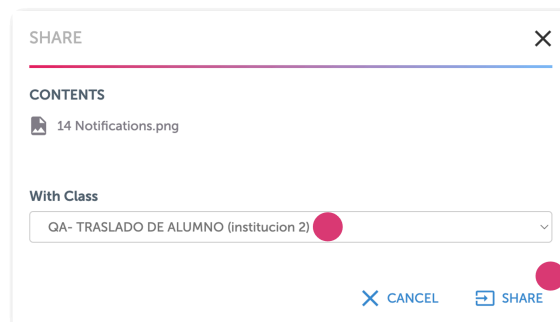 SHARE
CONTENTS
14 Notifications.png
With Class
QA- TRASLADO DE ALUMNO (institucion 2)
CANCEL SHARE